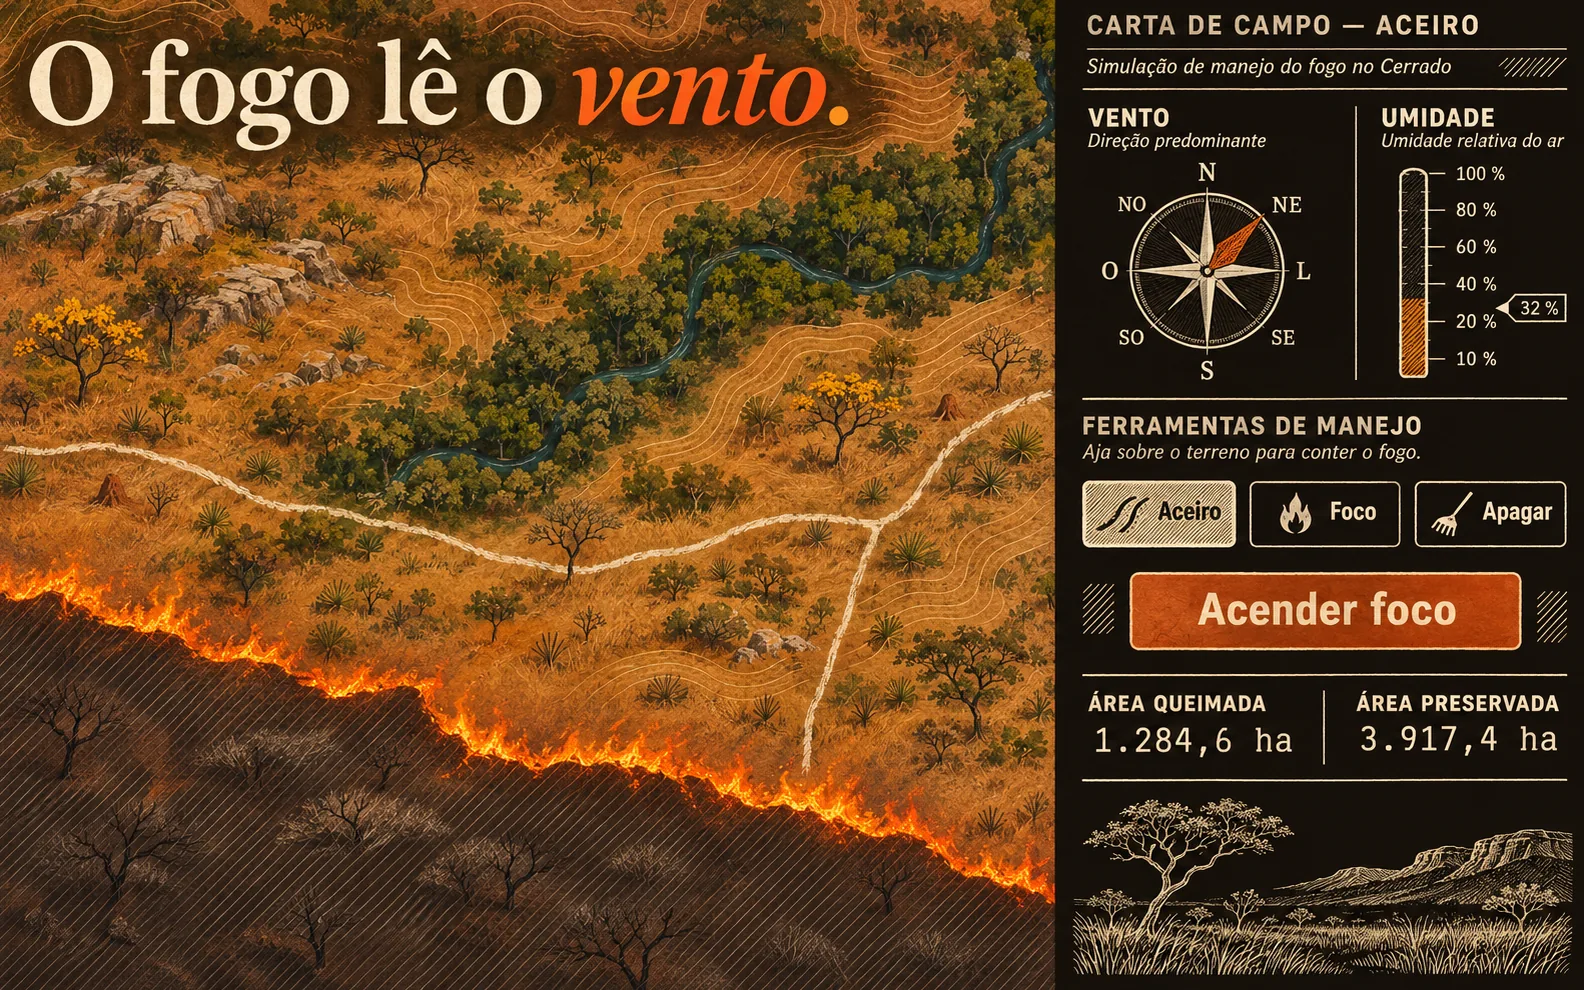 O fogo lê o vento.
CARTA DE CAMPO — ACEIRO
Simulação de manejo do fogo no Cerrado
VENTO
Direção predominante
N
NO
NE
O
L
SO
SE
S
UMIDADE
Umidade relativa do ar
100 %
80 %
60 %
40 %
32 %
20 %
10 %
FERRAMENTAS DE MANEJO
Aja sobre o terreno para conter o fogo.
Aceiro
Foco
Apagar
Acender foco
ÁREA QUEIMADA
1.284,6 ha
ÁREA PRESERVADA
3.917,4 ha